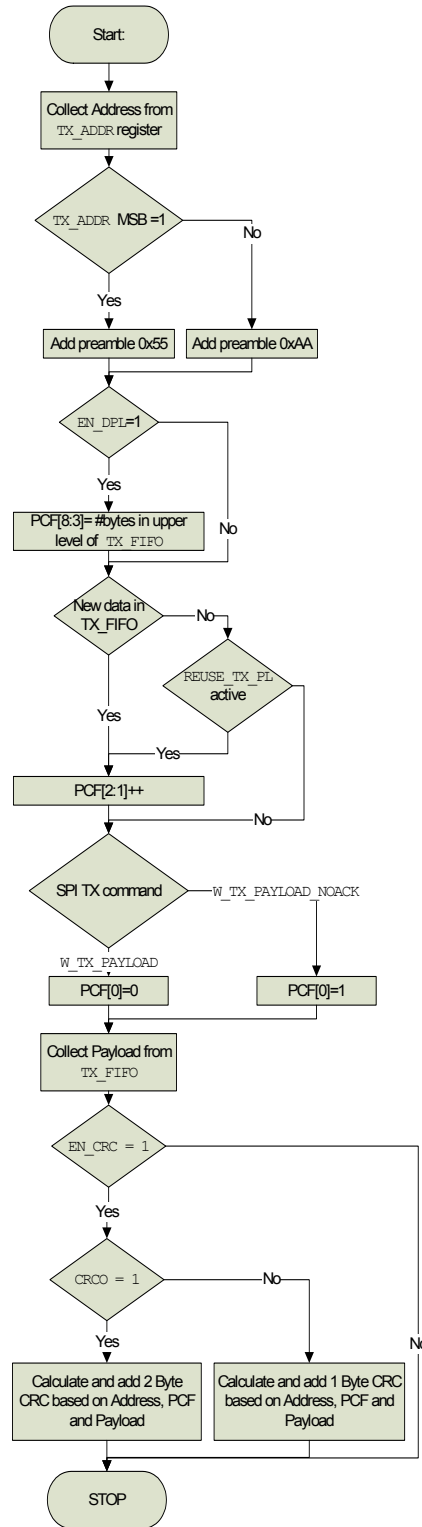 Start:
Collect Address from
TX_ADDR register
TX_ADDR MSB =1
No
Yes
Add preamble 0x55
Add preamble 0xAA
EN_DPL=1
Yes
No
PCF[8:3]= #bytes in upper
level of TX_FIFO
New data in
TX_FIFO
No
REUSE_TX_PL
active
Yes
Yes
PCF[2:1]++
No
SPI TX command
W_TX_PAYLOAD_NOACK
W_TX_PAYLOAD
PCF[0]=0
PCF[0]=1
Collect Payload from
TX_FIFO
EN_CRC = 1
Yes
CRCO = 1
No
Yes
No
Calculate and add 2 Byte
CRC based on Address, PCF
and Payload
Calculate and add 1 Byte CRC
based on Address, PCF and
Payload
STOP